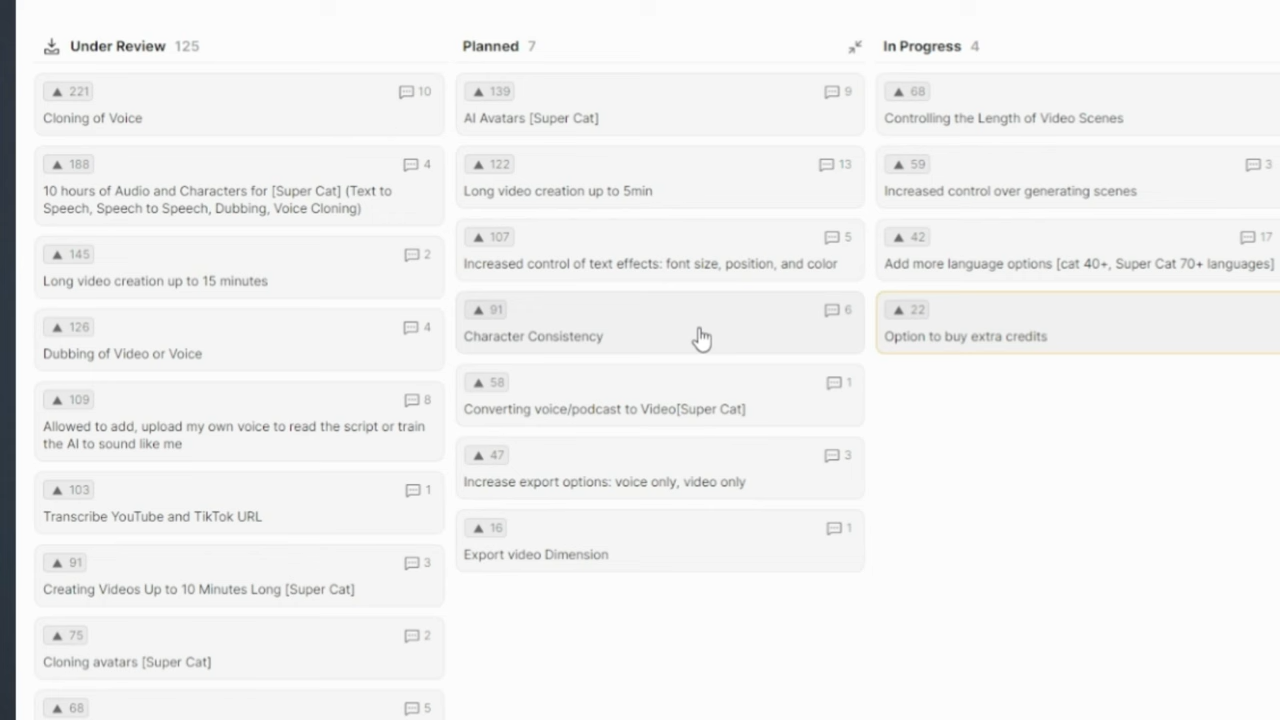 Under Review 125
221 10
Cloning of Voice
188 4
10 hours of Audio and Characters for [Super Cat] (Text to
Speech, Speech to Speech, Dubbing, Voice Cloning)
145 2
Long video creation up to 15 minutes
126 4
Dubbing of Video or Voice
109 8
Allowed to add, upload my own voice to read the script or train
the AI to sound like me
103 1
Transcribe YouTube and TikTok URL
91 3
Creating Videos Up to 10 Minutes Long [Super Cat]
75 2
Cloning avatars [Super Cat]
68 5
Planned 7
139 9
AI Avatars [Super Cat]
122 13
Long video creation up to 5min
107 5
Increased control of text effects: font size, position, and color
91 6
Character Consistency
58 1
Converting voice/podcast to Video[Super Cat]
47 3
Increase export options: voice only, video only
16 1
Export video Dimension
In Progress 4
68
Controlling the Length of Video Scenes
59 3
Increased control over generating scenes
42 17
Add more language options [cat 40+, Super Cat 70+ languages]
22
Option to buy extra credits